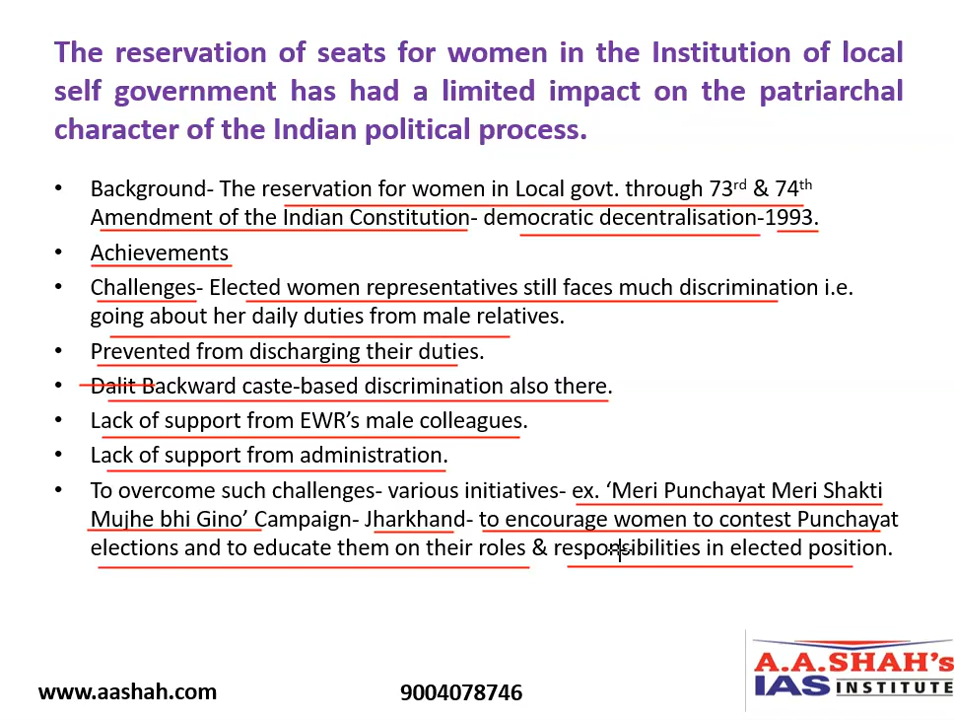 The reservation of seats for women in the Institution of local
self government has had a limited impact on the patriarchal
character of the Indian political process.
• Background- The reservation for women in Local govt. through 73rd & 74th
Amendment of the Indian Constitution- democratic decentralisation-1993.
• Achievements
• Challenges- Elected women representatives still faces much discrimination i.e.
going about her daily duties from male relatives.
• Prevented from discharging their duties.
• Dalit Backward caste-based discrimination also there.
• Lack of support from EWR's male colleagues.
• Lack of support from administration.
• To overcome such challenges- various initiatives- ex. 'Meri Punchayat Meri Shakti
Mujhe bhi Gino' Campaign- Jharkhand- to encourage women to contest Punchayat
elections and to educate them on their roles & responsibilities in elected position.
www.aashah.com
9004078746
A.A.SHAH's
IAS INSTITUTE